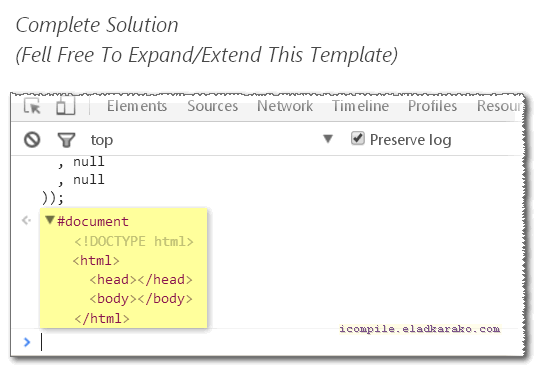 Complete Solution
(Fell Free To Expand/Extend This Template)
Elements Sources Network Timeline Profiles Resour
top Preserve log
, null
, null
));
#document
<!DOCTYPE html>
<html>
<head></head>
<body></body>
</html>
icompile.eladkarako.com